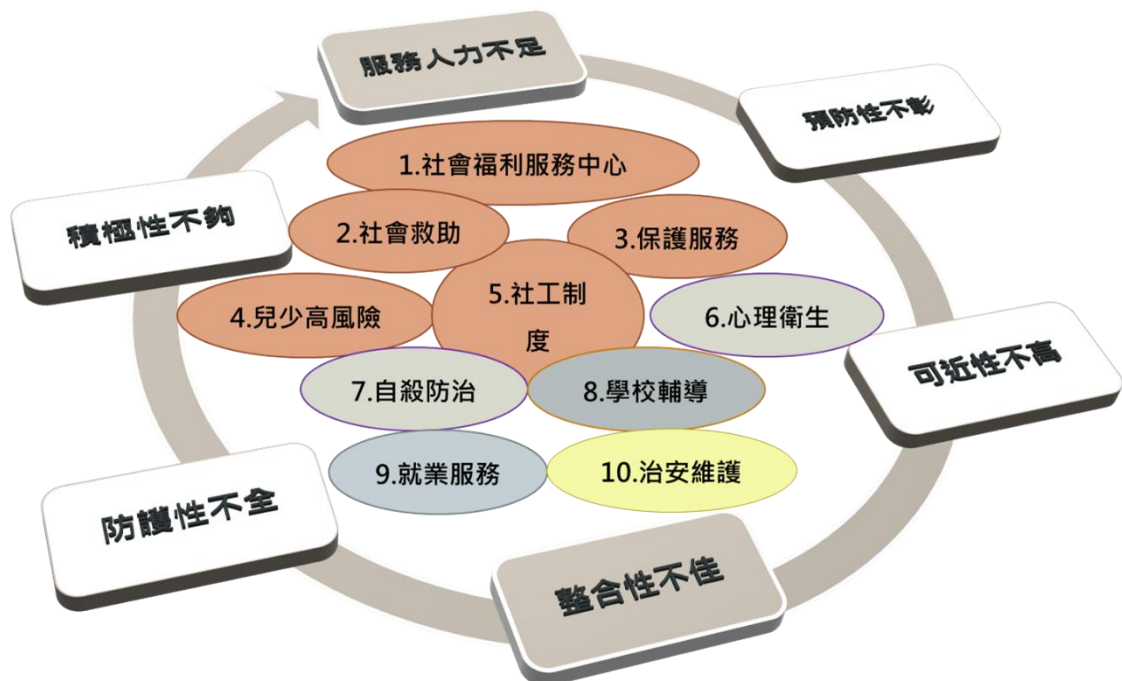 服務人力不足
預防性不彰
1.社會福利服務中心
積極性不夠
2.社會救助
3.保護服務
5.社工制
度
4.兒少高風險
6.心理衛生
可近性不高
7.自殺防治
8.學校輔導
9.就業服務
10.治安維護
防護性不全
整合性不佳